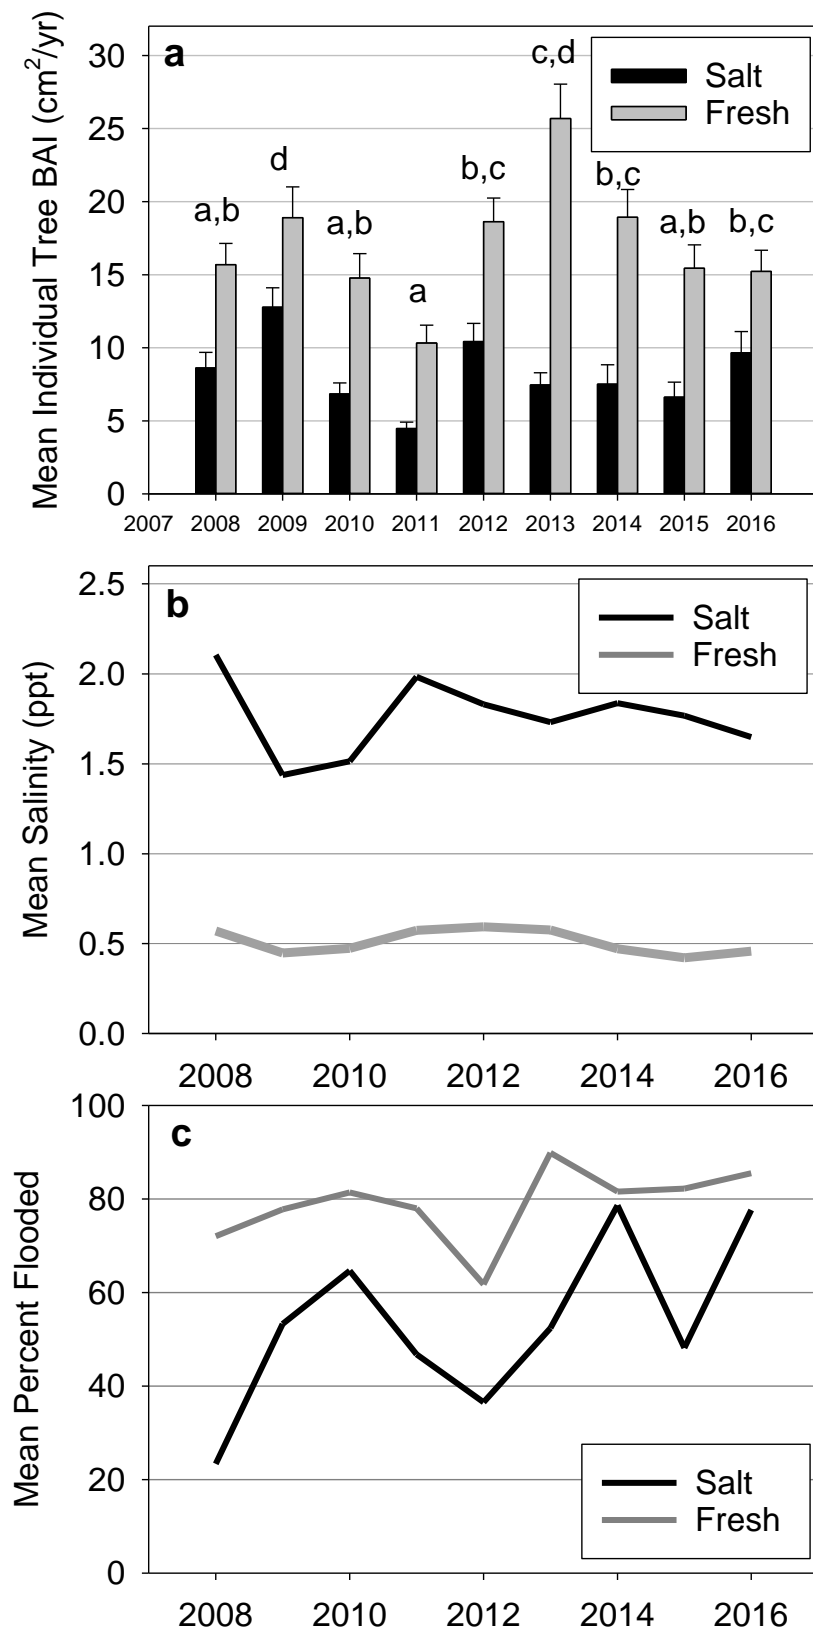 a
Mean Individual Tree BAI (cm²/yr)
30
25
20
15
10
5
0
Salt
Fresh
a,b
d
a,b
a
b,c
c,d
b,c
a,b
b,c
2007 2008 2009 2010 2011 2012 2013 2014 2015 2016
b
Mean Salinity (ppt)
2.5
2.0
1.5
1.0
0.5
0.0
Salt
Fresh
2008 2010 2012 2014 2016
c
Mean Percent Flooded
100
80
60
40
20
0
Salt
Fresh
2008 2010 2012 2014 2016